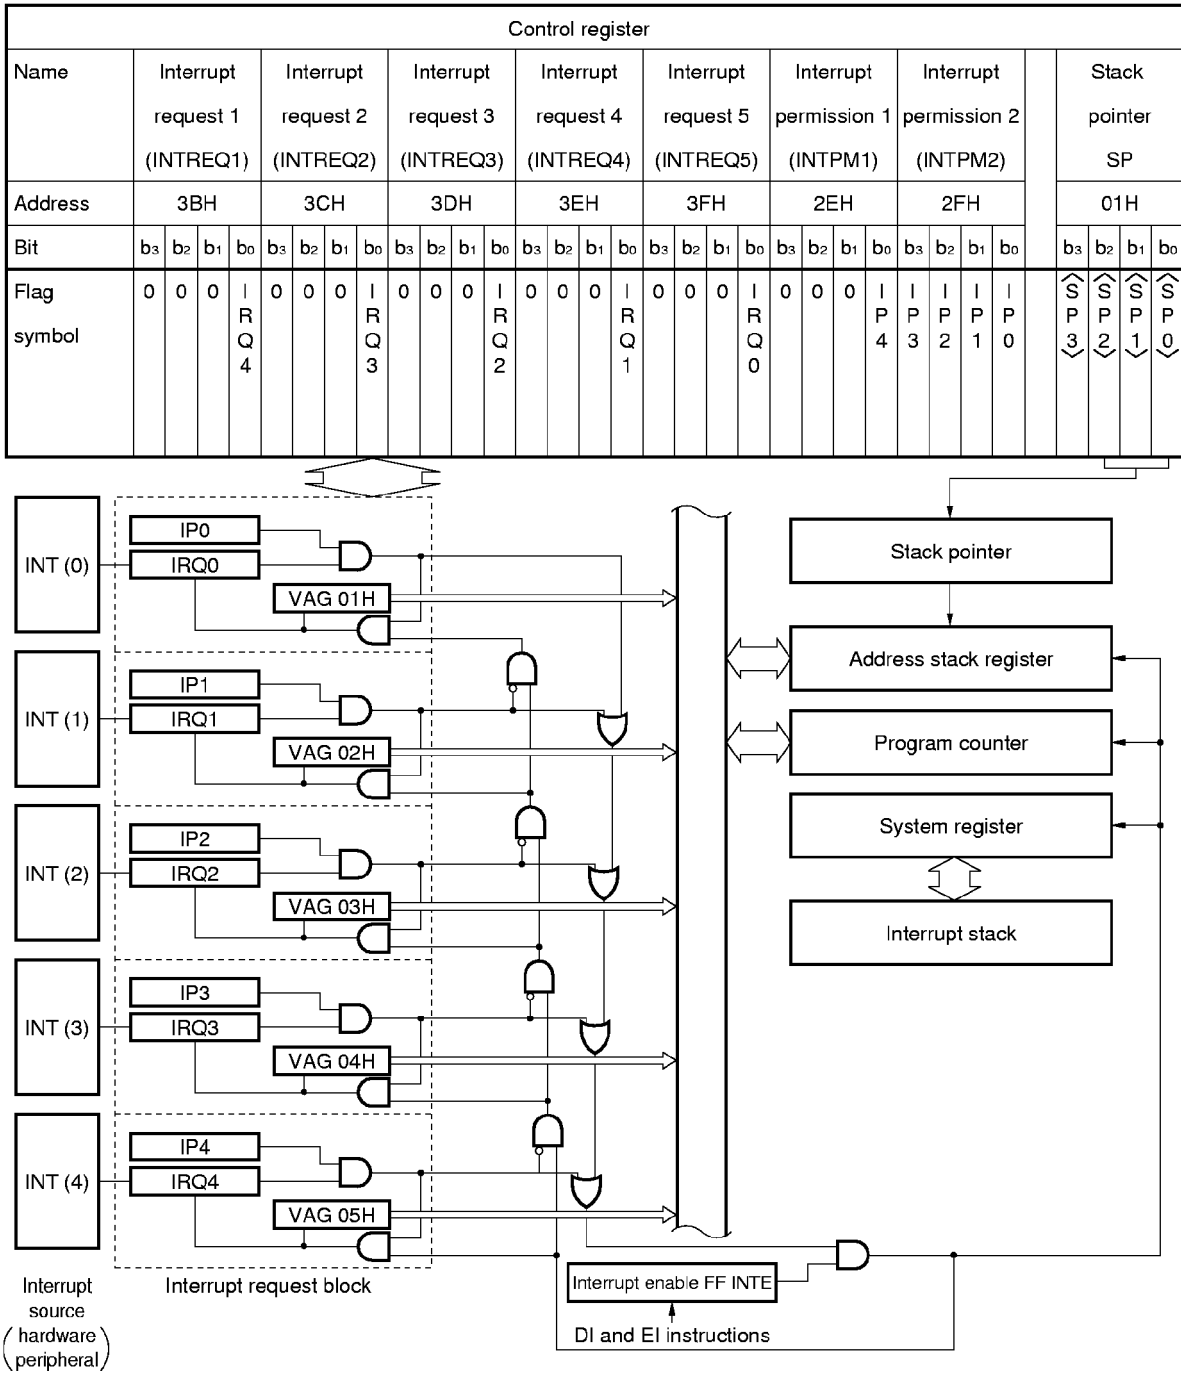 Control register
Name Interrupt Interrupt Interrupt Interrupt Interrupt Interrupt Interrupt Stack
request 1 request 2 request 3 request 4 request 5 permission 1 permission 2 pointer
(INTREQ1) (INTREQ2) (INTREQ3) (INTREQ4) (INTREQ5) (INTPM1) (INTPM2) SP
Address 3BH 3CH 3DH 3EH 3FH 2EH 2FH 01H
Bit b3 b2 b1 b0 b3 b2 b1 b0 b3 b2 b1 b0 b3 b2 b1 b0 b3 b2 b1 b0 b3 b2 b1 b0 b3 b2 b1 b0 b3 b2 b1 b0
Flag symbol 0 0 0 IRQ4 0 0 0 IRQ3 0 0 0 IRQ2 0 0 0 IRQ1 0 0 0 IRQ0 0 0 0 IP4 IP3 IP2 IP1 IP0 (SP3) (SP2) (SP1) (SP0)
INT (0)
IP0
IRQ0
VAG 01H
Stack pointer
INT (1)
IP1
IRQ1
VAG 02H
Address stack register
Program counter
INT (2)
IP2
IRQ2
VAG 03H
System register
Interrupt stack
INT (3)
IP3
IRQ3
VAG 04H
INT (4)
IP4
IRQ4
VAG 05H
Interrupt request block
Interrupt enable FF INTE
DI and EI instructions
Interrupt
source
(hardware
peripheral)